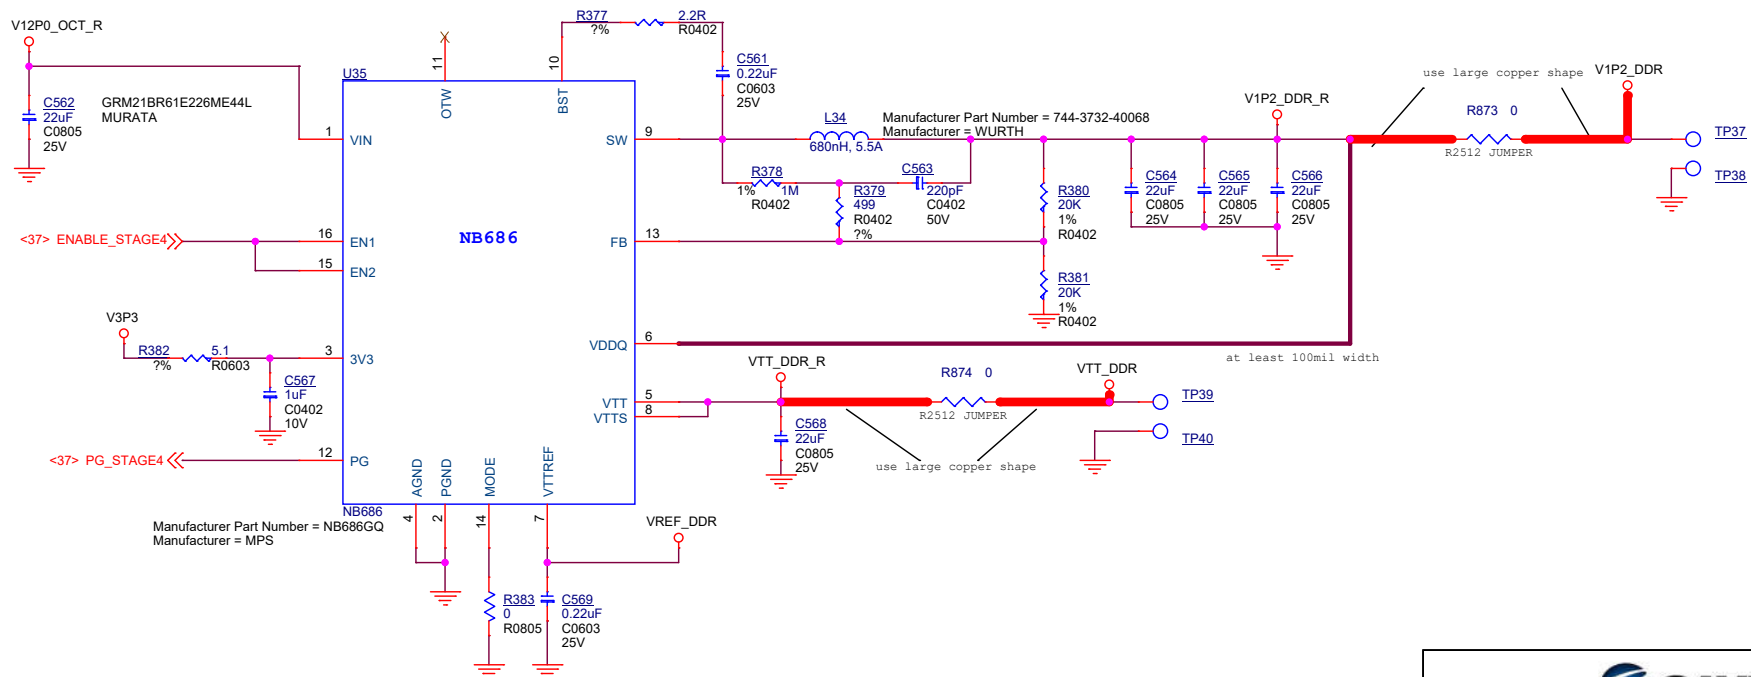 V12P0_OCT_R
C562
22uF
C0805
25V
GRM21BR61E226ME44L
MURATA
U35
11
OTW
10
BST
R377
?%
2.2R
R0402
C561
0.22uF
C0603
25V
1
VIN
SW
9
L34
680nH, 5.5A
Manufacturer Part Number = 744-3732-40068
Manufacturer = WURTH
R378
1%
1M
R0402
R379
499
R0402
?%
C563
220pF
C0402
50V
R380
20K
1%
R0402
C564
22uF
C0805
25V
C565
22uF
C0805
25V
V1P2_DDR_R
C566
22uF
C0805
25V
use large copper shape
V1P2_DDR
R873 0
R2512 JUMPER
TP37
TP38
<37> ENABLE_STAGE4
16
EN1
15
EN2
NB686
FB
13
R381
20K
1%
R0402
V3P3
R382
?%
5.1
R0603
3
3V3
C567
1uF
C0402
10V
VDDQ
6
at least 100mil width
VTT_DDR_R
R874 0
R2512 JUMPER
VTT_DDR
VTT
5
VTTS
8
C568
22uF
C0805
25V
use large copper shape
TP39
TP40
<37> PG_STAGE4
12
PG
AGND
PGND
MODE
VTTREF
4
2
14
7
NB686
Manufacturer Part Number = NB686GQ
Manufacturer = MPS
VREF_DDR
R383
0
R0805
C569
0.22uF
C0603
25V